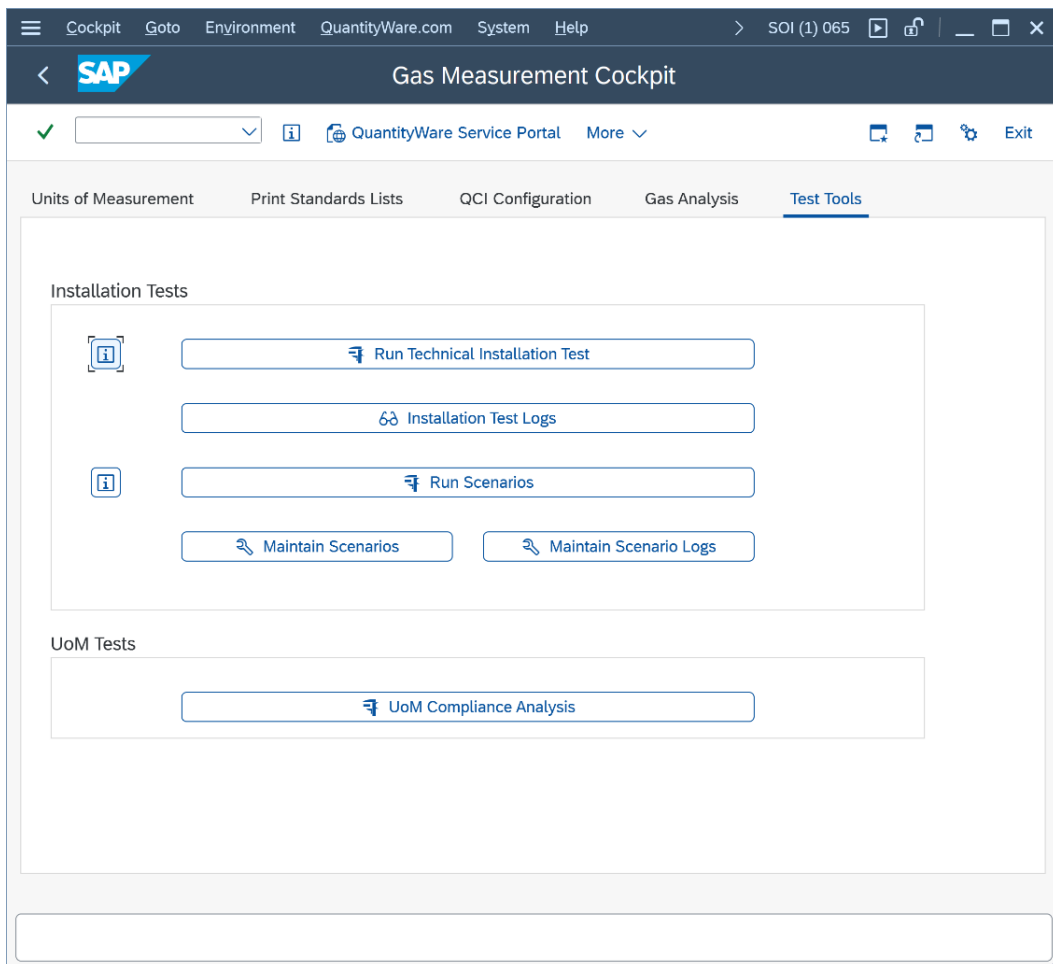 Cockpit Goto Environment QuantityWare.com System Help SOI (1) 065
SAP Gas Measurement Cockpit
QuantityWare Service Portal More Exit
Units of Measurement Print Standards Lists QCI Configuration Gas Analysis Test Tools
Installation Tests
Run Technical Installation Test
Installation Test Logs
Run Scenarios
Maintain Scenarios Maintain Scenario Logs
UoM Tests
UoM Compliance Analysis